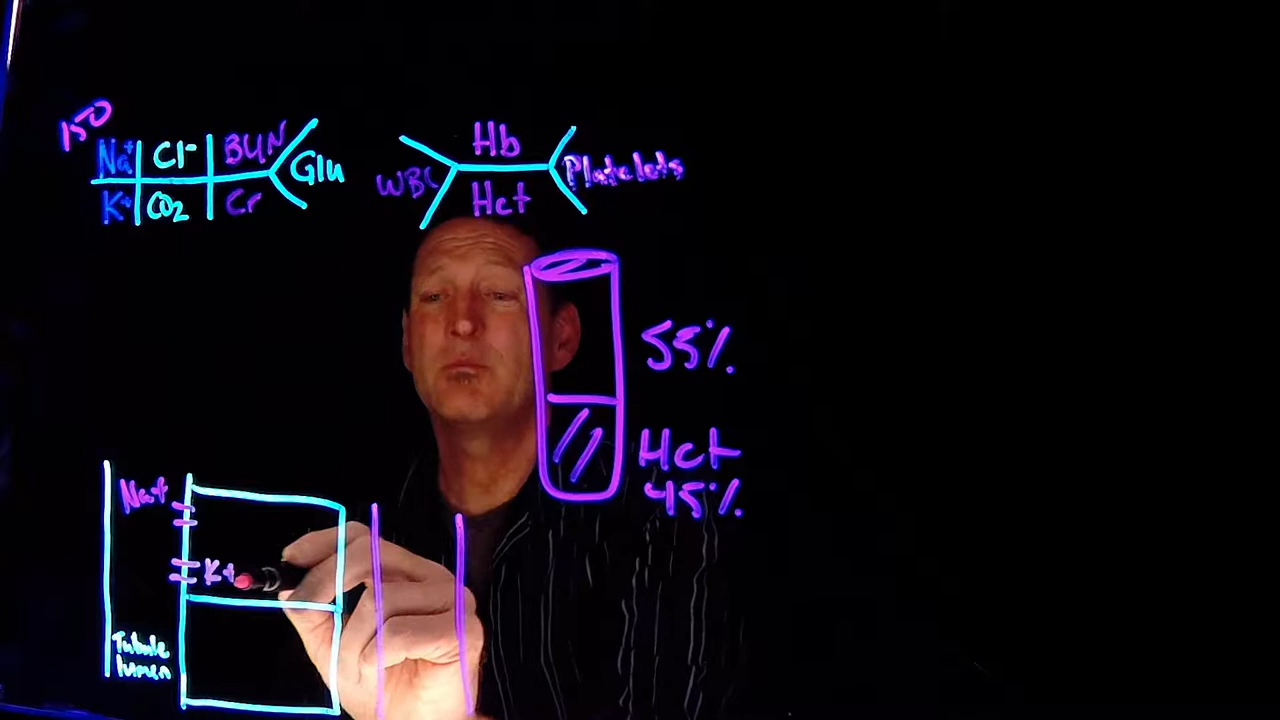 150
Na+ Cl- BUN Glu
K+ CO2 Cr
Hb
WBC Platelets
Hct
55%
Hct
45%
Na+
K+
Tubule
lumen